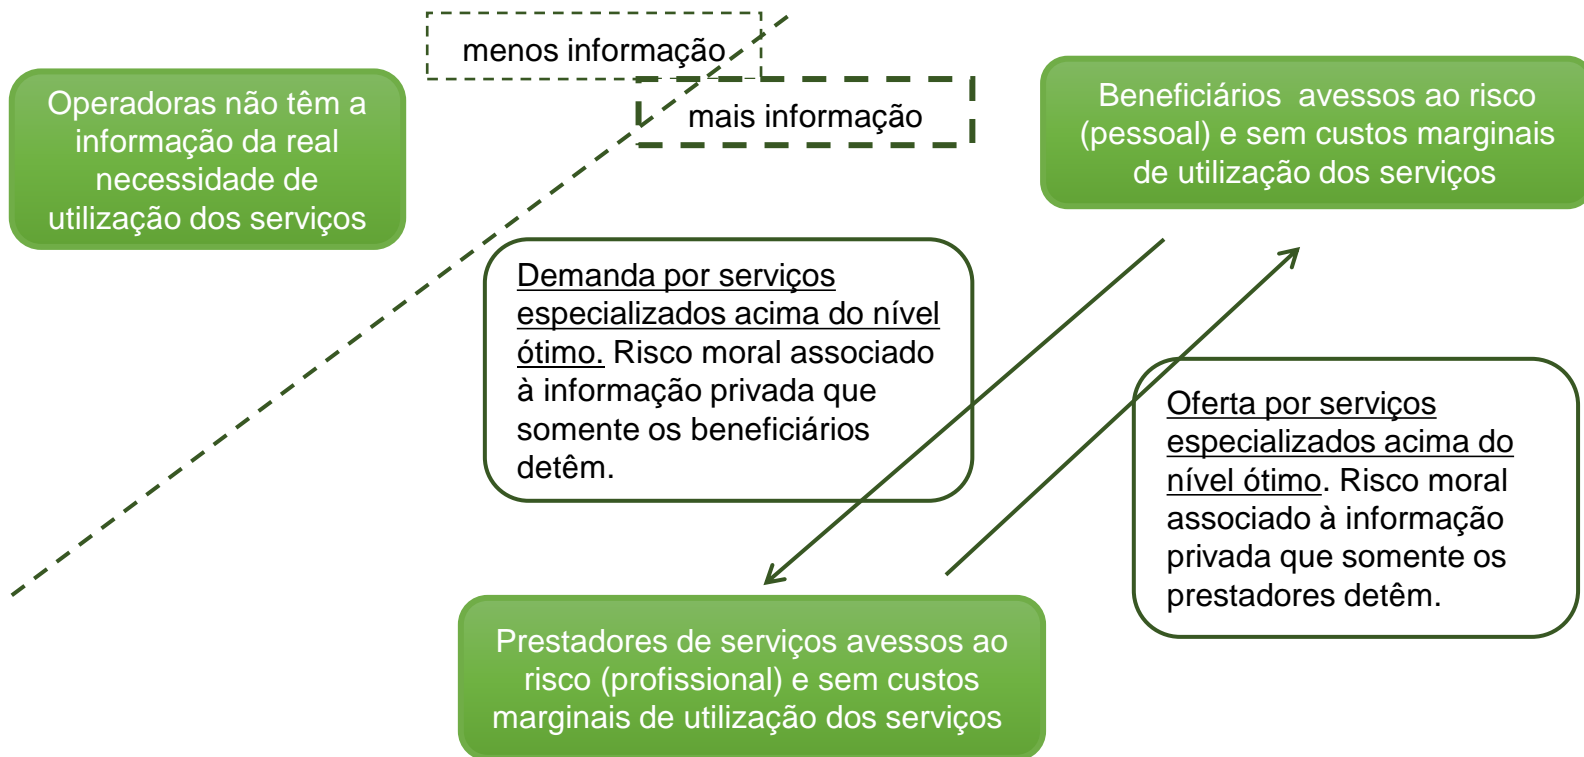 menos informação
mais informação
Operadoras não têm a
informação da real
necessidade de
utilização dos serviços
Beneficiários avessos ao risco
(pessoal) e sem custos marginais
de utilização dos serviços
Demanda por serviços
especializados acima do nível
ótimo. Risco moral associado
à informação privada que
somente os beneficiários
detêm.
Oferta por serviços
especializados acima do
nível ótimo. Risco moral
associado à informação
privada que somente os
prestadores detêm.
Prestadores de serviços avessos ao
risco (profissional) e sem custos
marginais de utilização dos serviços